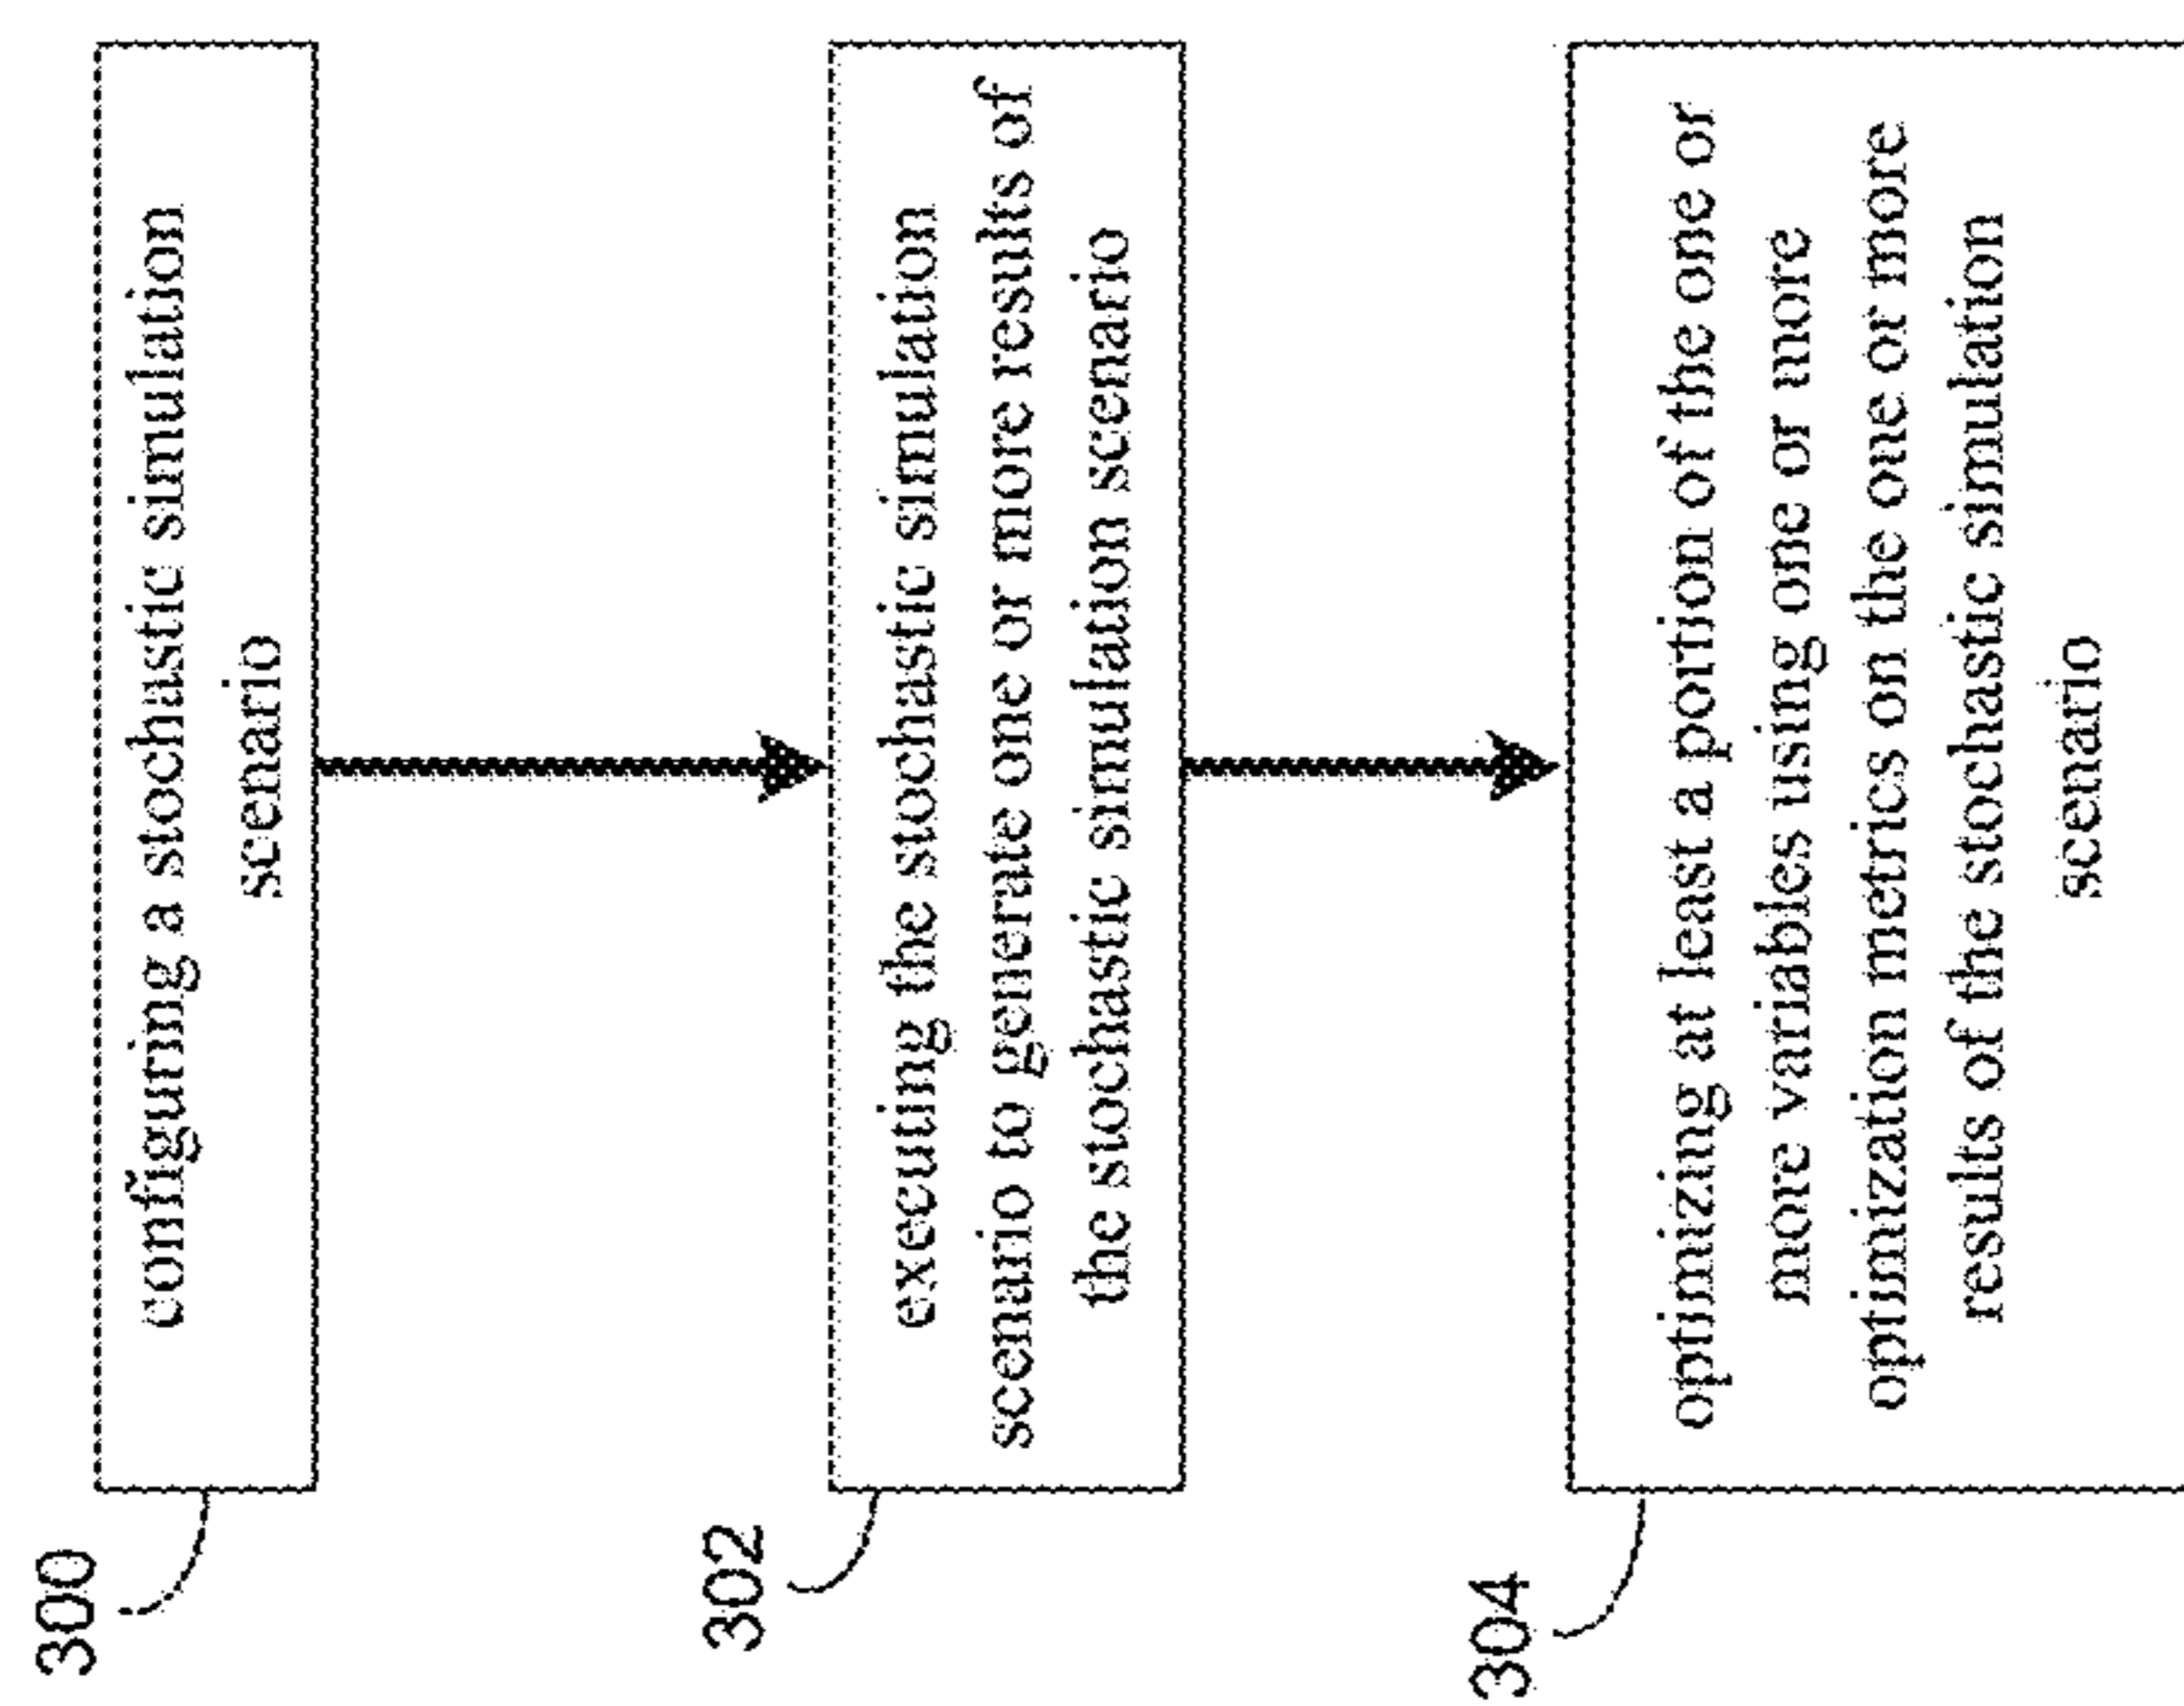 300
configuring a stochastic simulation
scenario
302
executing the stochastic simulation
scenario to generate one or more results of
the stochastic simulation scenario
304
optimizing at least a portion of the one or
more variables using one or more
optimization metrics on the one or more
results of the stochastic simulation
scenario